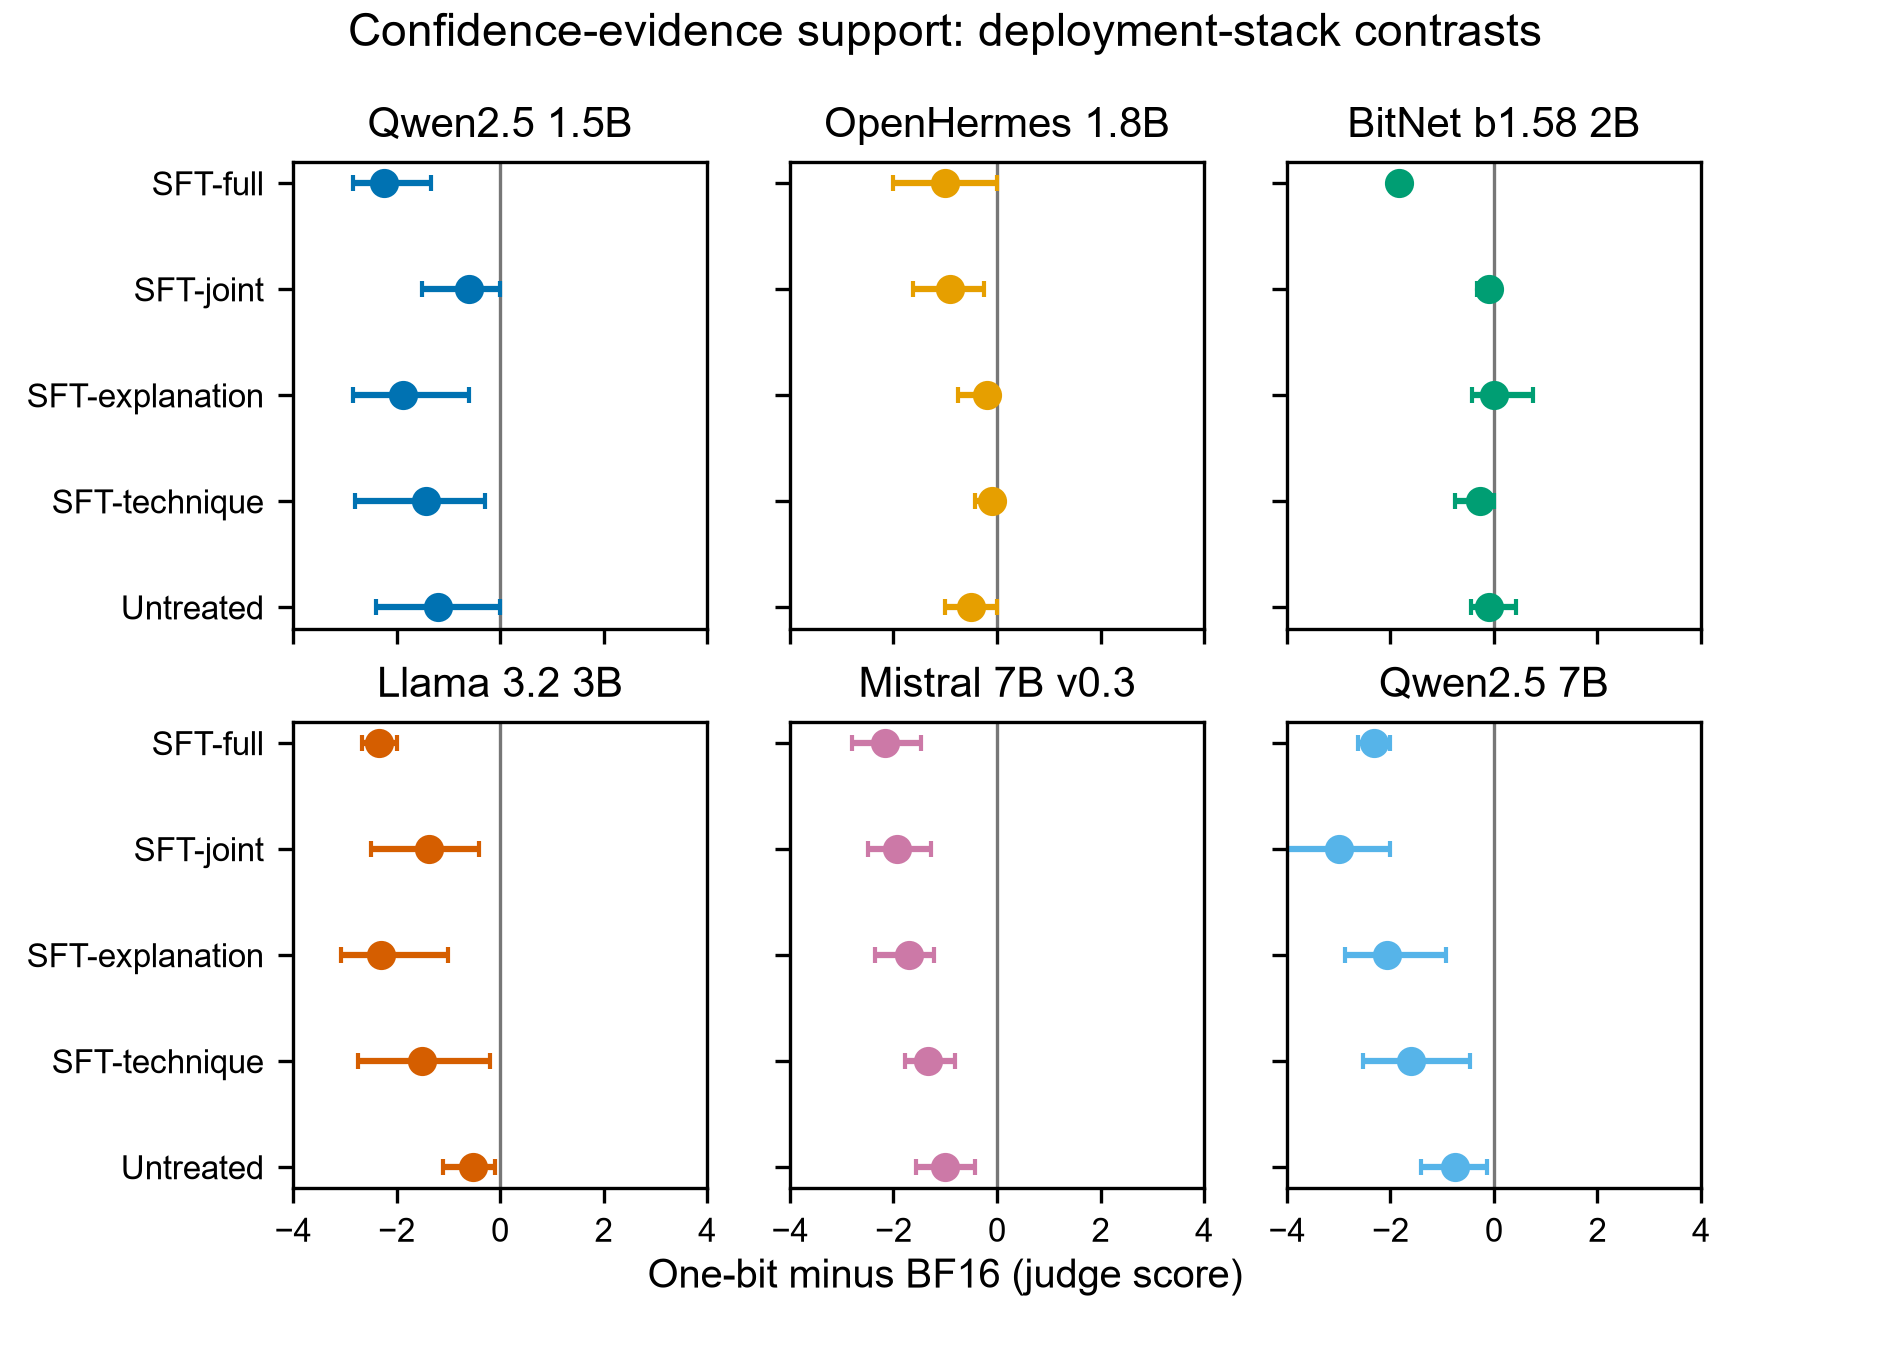 Confidence-evidence support: deployment-stack contrasts
Qwen2.5 1.5B
OpenHermes 1.8B
BitNet b1.58 2B
SFT-full
SFT-joint
SFT-explanation
SFT-technique
Untreated
Llama 3.2 3B
Mistral 7B v0.3
Qwen2.5 7B
SFT-full
SFT-joint
SFT-explanation
SFT-technique
Untreated
−4 −2 0 2 4
−4 −2 0 2 4
−4 −2 0 2 4
One-bit minus BF16 (judge score)